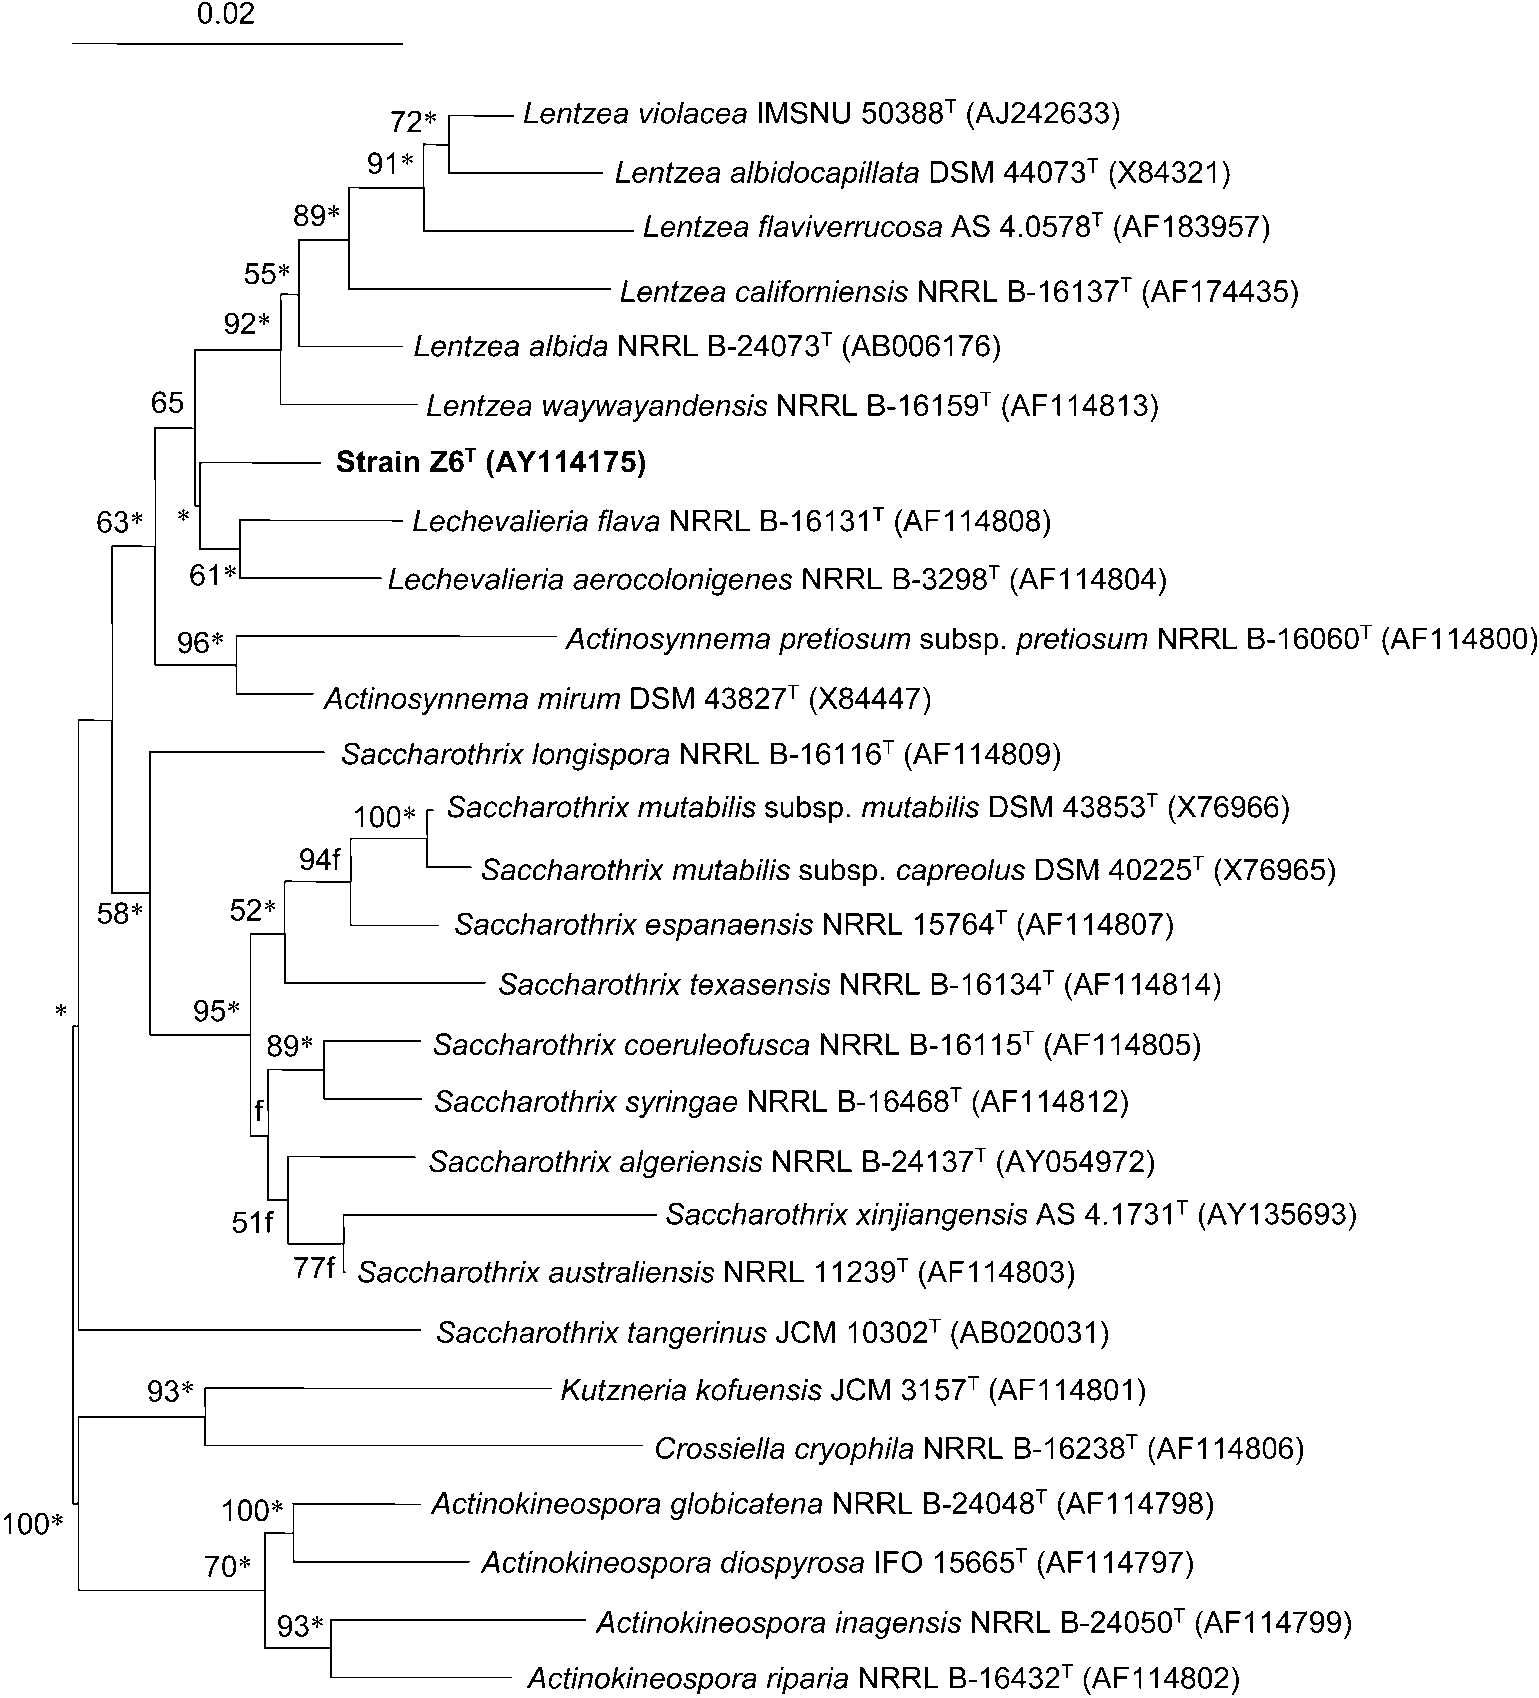 0.02
72* Lentzea violacea IMSNU 50388T (AJ242633)
91* Lentzea albidocapillata DSM 44073T (X84321)
89* Lentzea flaviverrucosa AS 4.0578T (AF183957)
55* Lentzea californiensis NRRL B-16137T (AF174435)
92* Lentzea albida NRRL B-24073T (AB006176)
65 Lentzea waywayandensis NRRL B-16159T (AF114813)
Strain Z6T (AY114175)
63* * Lechevalieria flava NRRL B-16131T (AF114808)
61* Lechevalieria aerocolonigenes NRRL B-3298T (AF114804)
96* Actinosynnema pretiosum subsp. pretiosum NRRL B-16060T (AF114800)
Actinosynnema mirum DSM 43827T (X84447)
Saccharothrix longispora NRRL B-16116T (AF114809)
100* Saccharothrix mutabilis subsp. mutabilis DSM 43853T (X76966)
94f Saccharothrix mutabilis subsp. capreolus DSM 40225T (X76965)
58* 52* Saccharothrix espanaensis NRRL 15764T (AF114807)
Saccharothrix texasensis NRRL B-16134T (AF114814)
* 95*
89* Saccharothrix coeruleofusca NRRL B-16115T (AF114805)
f Saccharothrix syringae NRRL B-16468T (AF114812)
Saccharothrix algeriensis NRRL B-24137T (AY054972)
51f Saccharothrix xinjiangensis AS 4.1731T (AY135693)
77f Saccharothrix australiensis NRRL 11239T (AF114803)
Saccharothrix tangerinus JCM 10302T (AB020031)
93* Kutzneria kofuensis JCM 3157T (AF114801)
Crossiella cryophila NRRL B-16238T (AF114806)
100* 100* Actinokineospora globicatena NRRL B-24048T (AF114798)
70* Actinokineospora diospyrosa IFO 15665T (AF114797)
93* Actinokineospora inagensis NRRL B-24050T (AF114799)
Actinokineospora riparia NRRL B-16432T (AF114802)